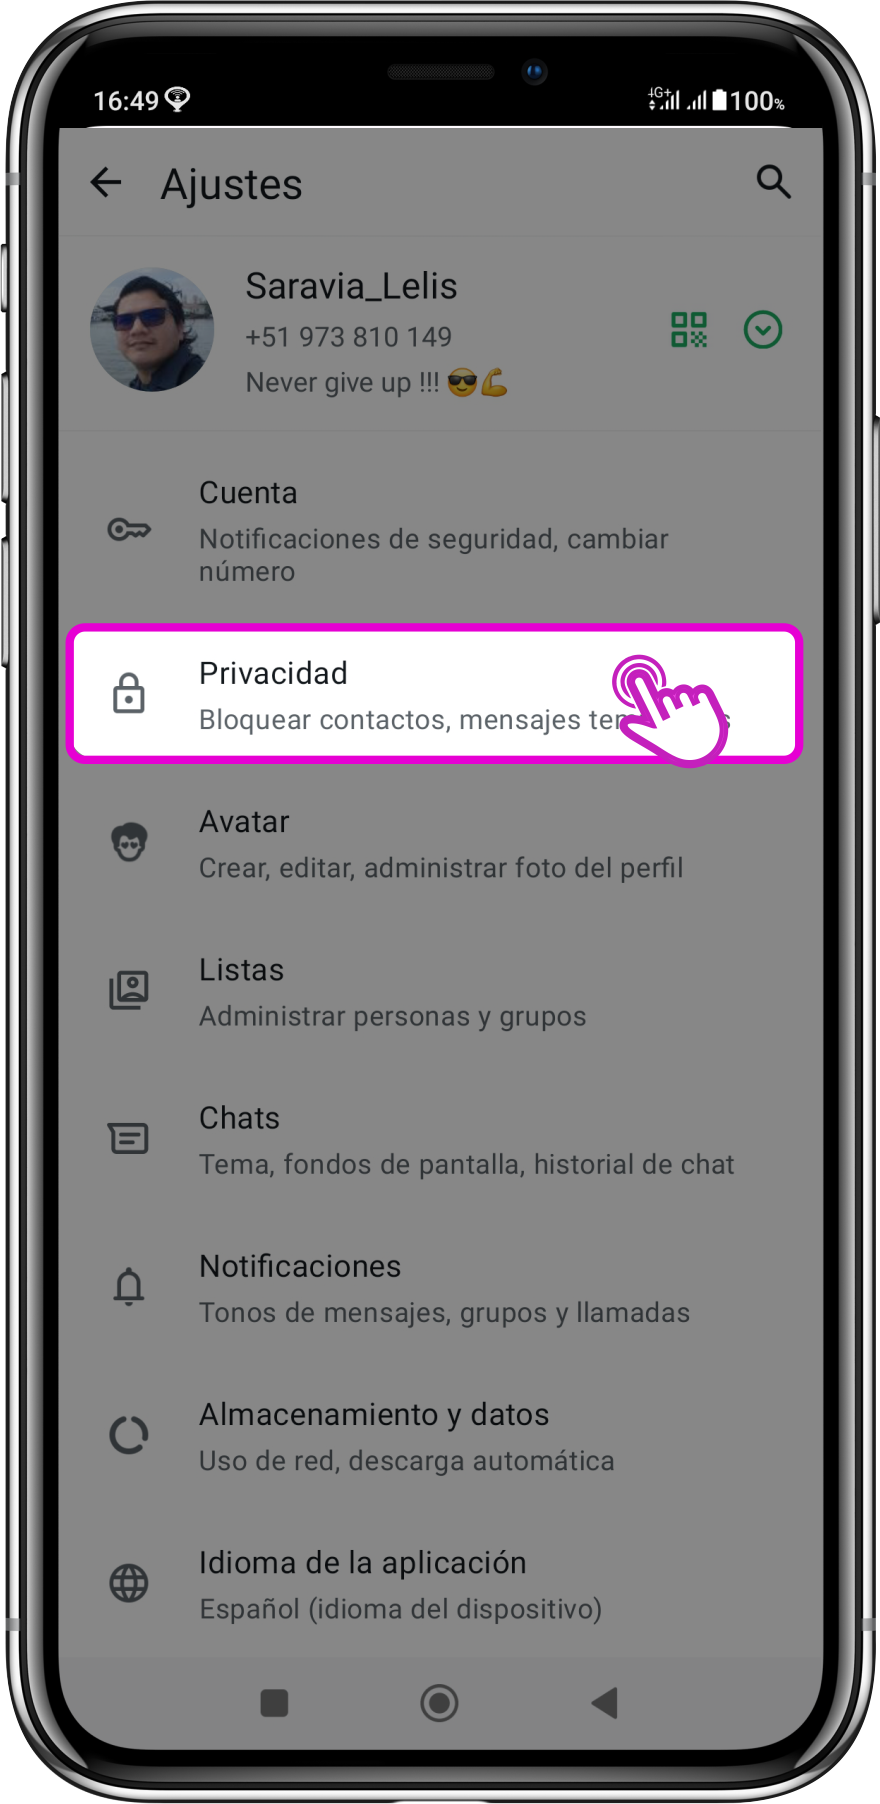 16:49 4G+ 100%
Ajustes
Saravia_Lelis
+51 973 810 149
Never give up !!! 😎💪
Cuenta
Notificaciones de seguridad, cambiar
número
Privacidad
Bloquear contactos, mensajes
Avatar
Crear, editar, administrar foto del perfil
Listas
Administrar personas y grupos
Chats
Tema, fondos de pantalla, historial de chat
Notificaciones
Tonos de mensajes, grupos y llamadas
Almacenamiento y datos
Uso de red, descarga automática
Idioma de la aplicación
Español (idioma del dispositivo)